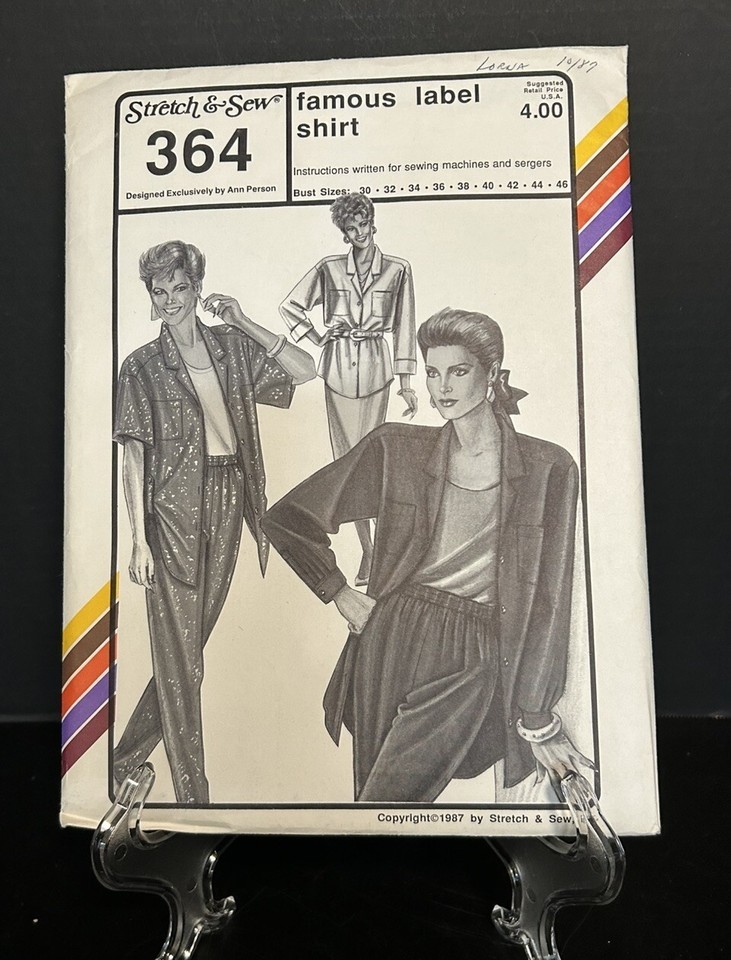 Lorna 10/87
Stretch & Sew®
364
Designed Exclusively by Ann Person
famous label
shirt
Suggested
Retail Price
U.S.A.
4.00
Instructions written for sewing machines and sergers
Bust Sizes: 30 • 32 • 34 • 36 • 38 • 40 • 42 • 44 • 46
Copyright©1987 by Stretch & Sew,